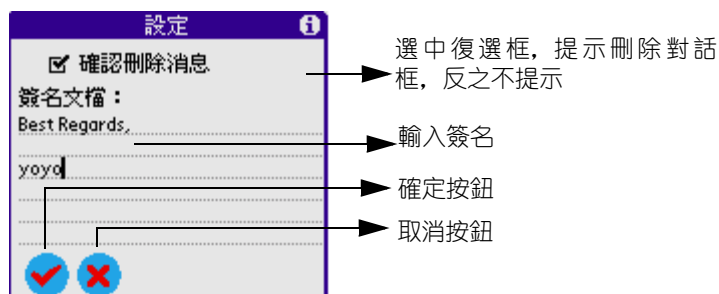 設定
確認刪除消息
簽名文檔：
Best Regards,
yoyo
選中復選框，提示刪除對話
框，反之不提示
輸入簽名
確定按鈕
取消按鈕